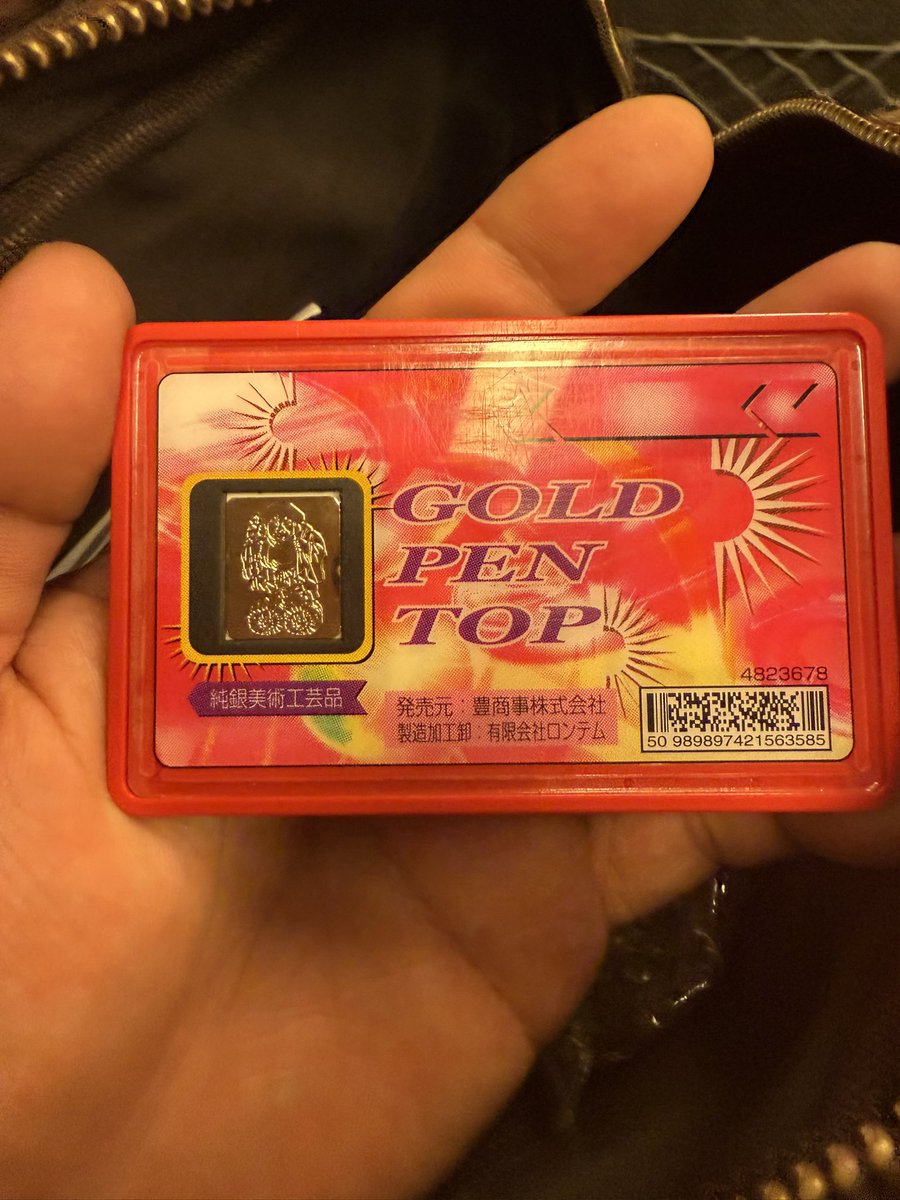 GOLD
PEN
TOP
4823678
純銀美術工芸品
発売元：豊商事株式会社
製造加工卸：有限会社ロンテム
50 989897421563585